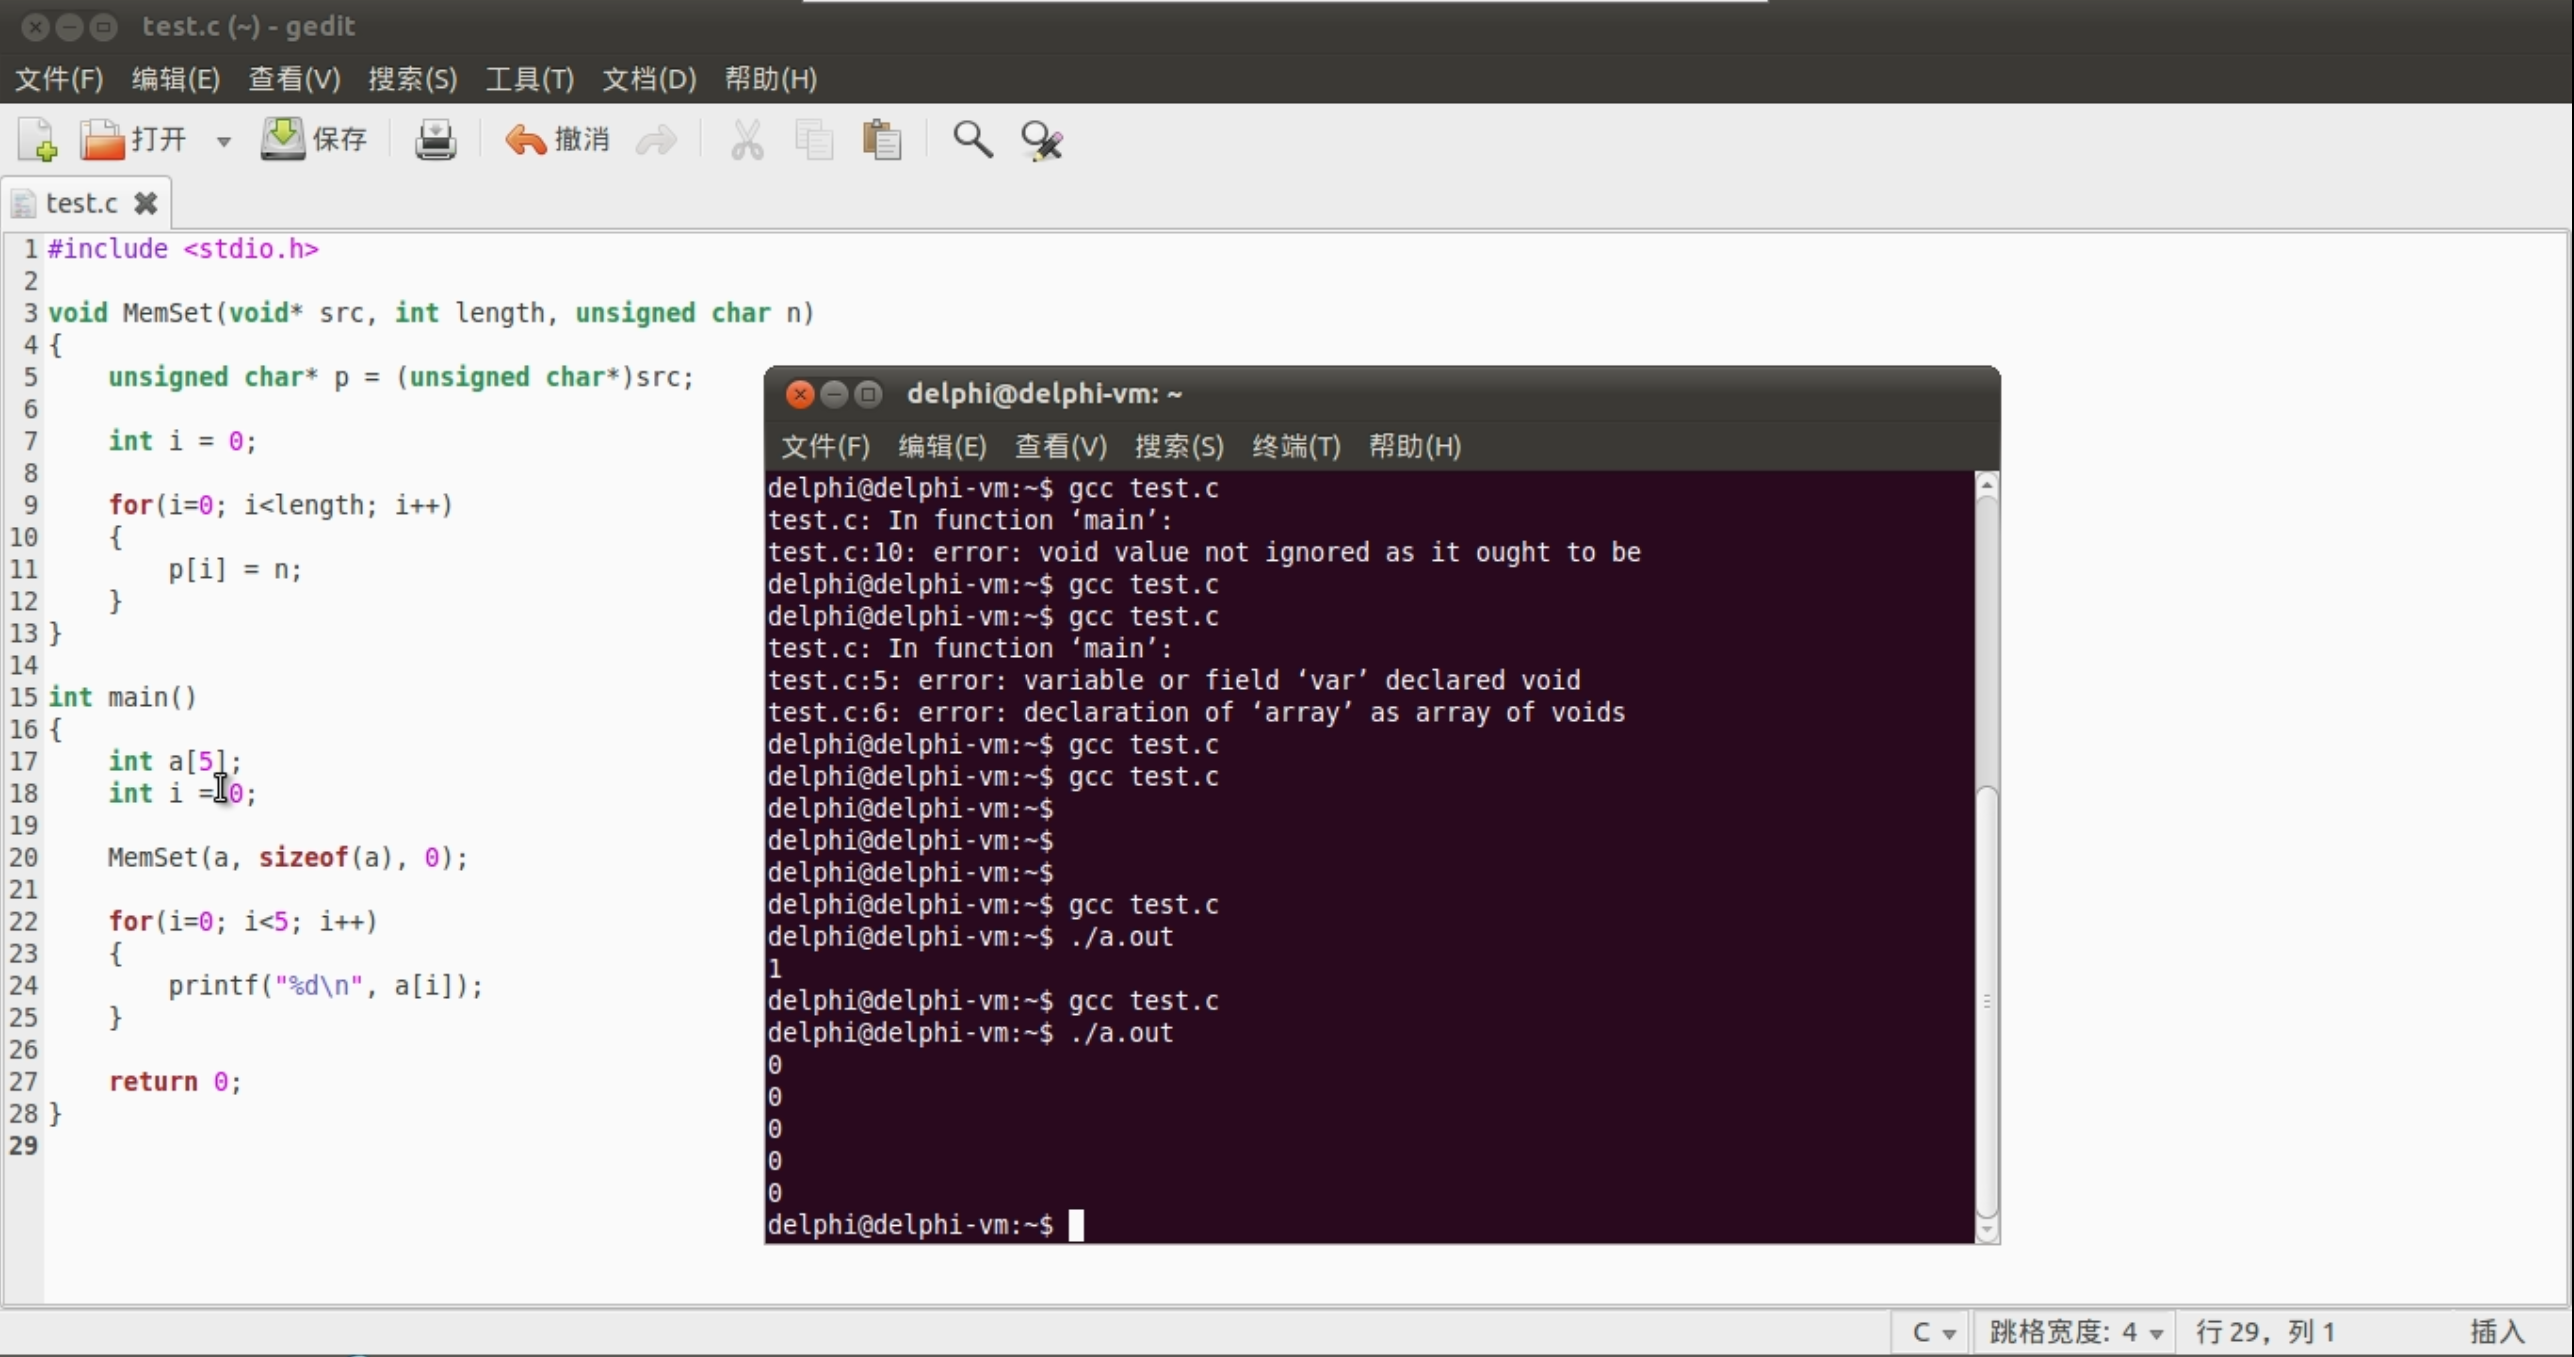 test.c (~) - gedit
文件(F) 编辑(E) 查看(V) 搜索(S) 工具(T) 文档(D) 帮助(H)
打开 保存 撤消
test.c
1 #include <stdio.h>
2
3 void MemSet(void* src, int length, unsigned char n)
4 {
5     unsigned char* p = (unsigned char*)src;
6
7     int i = 0;
8
9     for(i=0; i<length; i++)
10     {
11         p[i] = n;
12     }
13 }
14
15 int main()
16 {
17     int a[5];
18     int i = 0;
19
20     MemSet(a, sizeof(a), 0);
21
22     for(i=0; i<5; i++)
23     {
24         printf("%d\n", a[i]);
25     }
26
27     return 0;
28 }
29
delphi@delphi-vm: ~
文件(F) 编辑(E) 查看(V) 搜索(S) 终端(T) 帮助(H)
delphi@delphi-vm:~$ gcc test.c
test.c: In function ‘main’:
test.c:10: error: void value not ignored as it ought to be
delphi@delphi-vm:~$ gcc test.c
delphi@delphi-vm:~$ gcc test.c
test.c: In function ‘main’:
test.c:5: error: variable or field ‘var’ declared void
test.c:6: error: declaration of ‘array’ as array of voids
delphi@delphi-vm:~$ gcc test.c
delphi@delphi-vm:~$ gcc test.c
delphi@delphi-vm:~$
delphi@delphi-vm:~$
delphi@delphi-vm:~$
delphi@delphi-vm:~$ gcc test.c
delphi@delphi-vm:~$ ./a.out
1
delphi@delphi-vm:~$ gcc test.c
delphi@delphi-vm:~$ ./a.out
0
0
0
0
0
delphi@delphi-vm:~$
C 跳格宽度: 4 行 29，列 1 插入